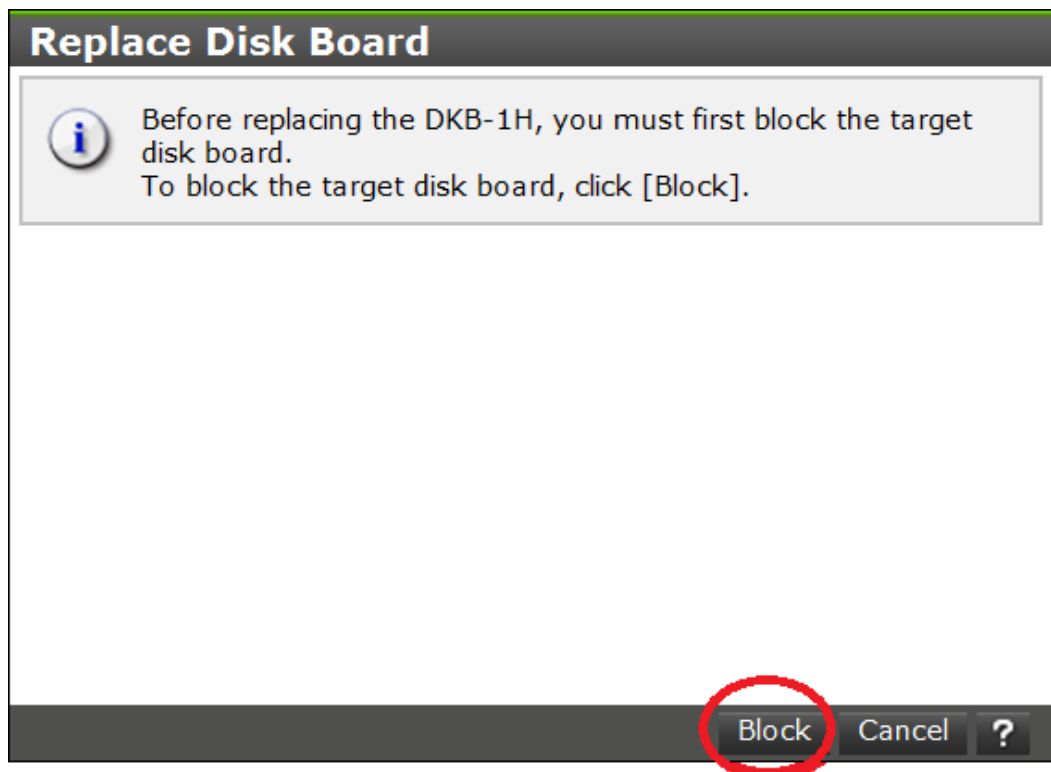 Replace Disk Board
i
Before replacing the DKB-1H, you must first block the target
disk board.
To block the target disk board, click [Block].
Block Cancel ?